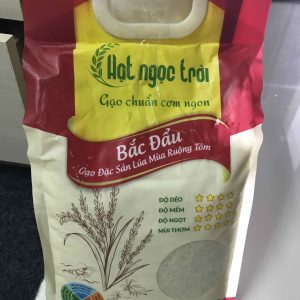 Hạt ngọc trời
Gạo chuẩn cơm ngon
Bắc Đẩu
Gạo Đặc Sản Lúa Mùa Ruộng Tôm
ĐỘ DẺO
ĐỘ MỀM
ĐỘ NGỌT
MÙI THƠM